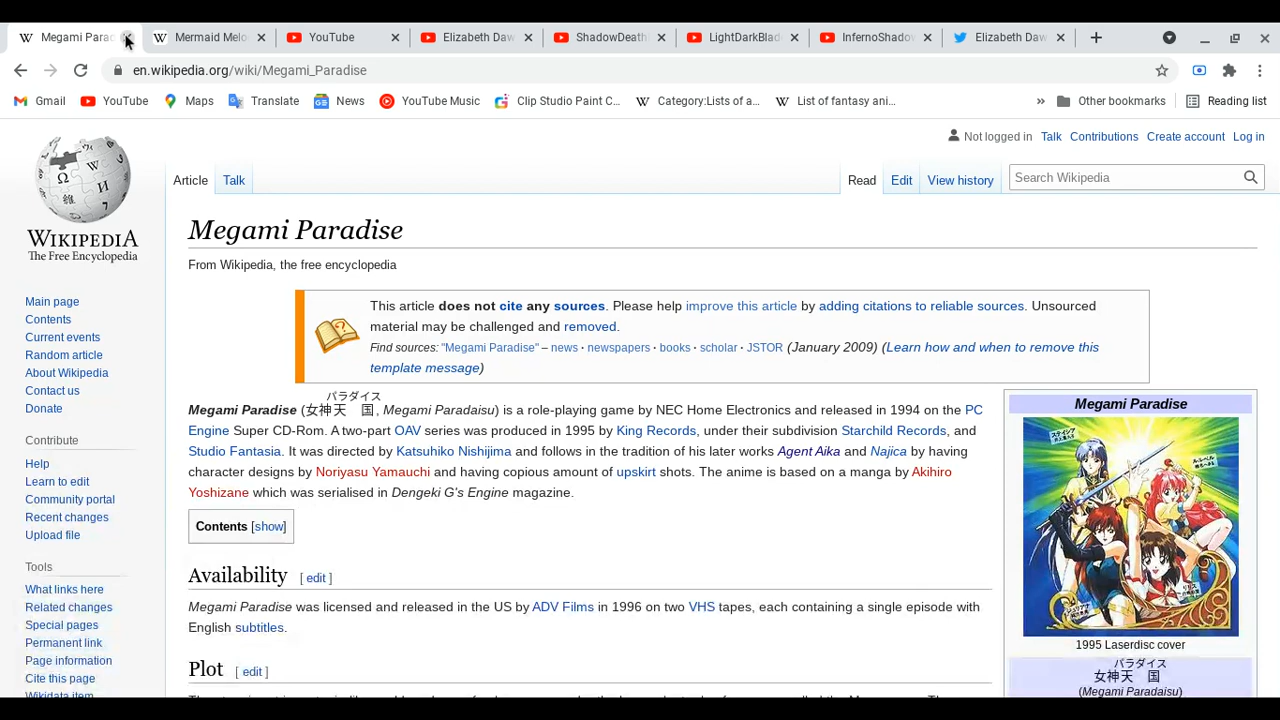 Megami Parad
Mermaid Melo
YouTube
Elizabeth Daw
ShadowDeath
LightDarkBlad
InfernoShadov
Elizabeth Daw
en.wikipedia.org/wiki/Megami_Paradise
Gmail
YouTube
Maps
Translate
News
YouTube Music
Clip Studio Paint C...
Category:Lists of a...
List of fantasy ani...
»
Other bookmarks
Reading list
Not logged in Talk Contributions Create account Log in
Article Talk
Read Edit View history
Search Wikipedia
WIKIPEDIA
The Free Encyclopedia
Main page
Contents
Current events
Random article
About Wikipedia
Contact us
Donate
Contribute
Help
Learn to edit
Community portal
Recent changes
Upload file
Tools
What links here
Related changes
Special pages
Permanent link
Page information
Cite this page
Wikidata item
Megami Paradise
From Wikipedia, the free encyclopedia
This article does not cite any sources. Please help improve this article by adding citations to reliable sources. Unsourced
material may be challenged and removed.
Find sources: "Megami Paradise" – news · newspapers · books · scholar · JSTOR (January 2009) (Learn how and when to remove this
template message)
パラダイス
Megami Paradise (女神天　国, Megami Paradaisu) is a role-playing game by NEC Home Electronics and released in 1994 on the PC
Engine Super CD-Rom. A two-part OAV series was produced in 1995 by King Records, under their subdivision Starchild Records, and
Studio Fantasia. It was directed by Katsuhiko Nishijima and follows in the tradition of his later works Agent Aika and Najica by having
character designs by Noriyasu Yamauchi and having copious amount of upskirt shots. The anime is based on a manga by Akihiro
Yoshizane which was serialised in Dengeki G's Engine magazine.
Contents [show]
Availability [ edit ]
Megami Paradise was licensed and released in the US by ADV Films in 1996 on two VHS tapes, each containing a single episode with
English subtitles.
Plot [ edit ]
Megami Paradise
1995 Laserdisc cover
パラダイス
女神天　国
(Megami Paradaisu)